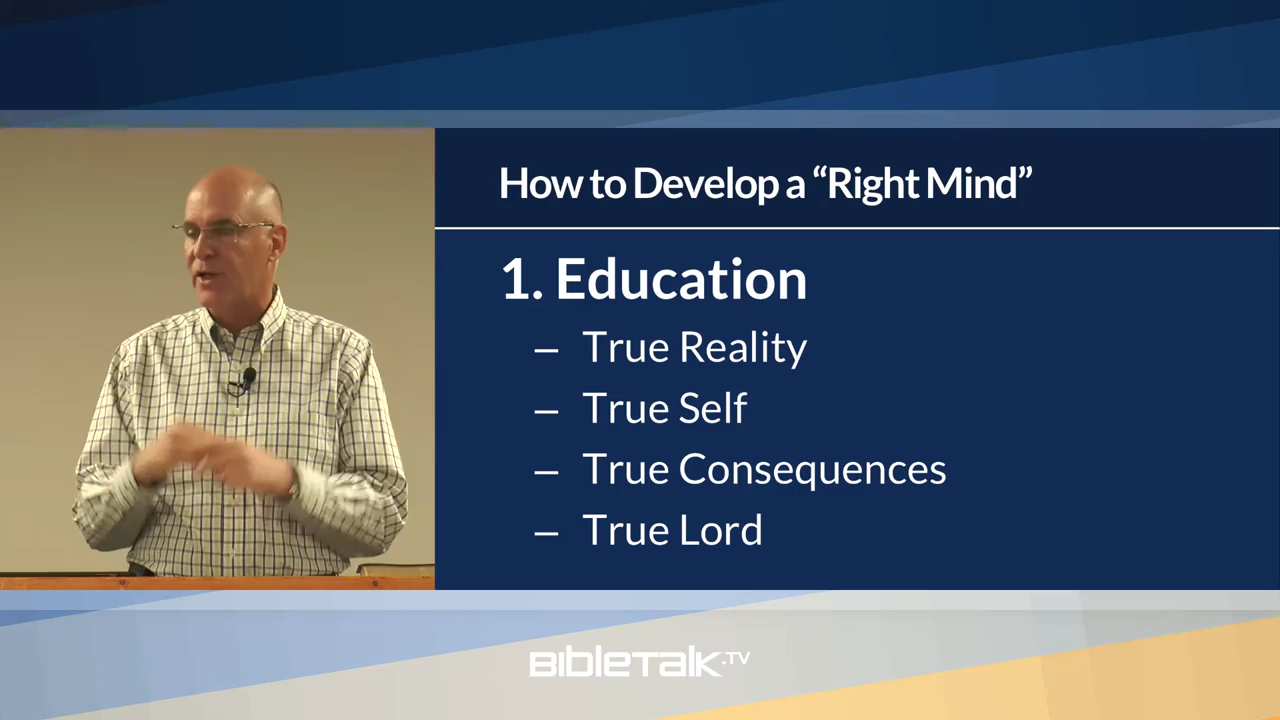 How to Develop a “Right Mind”
1. Education
– True Reality
– True Self
– True Consequences
– True Lord
BIBLETALK.TV